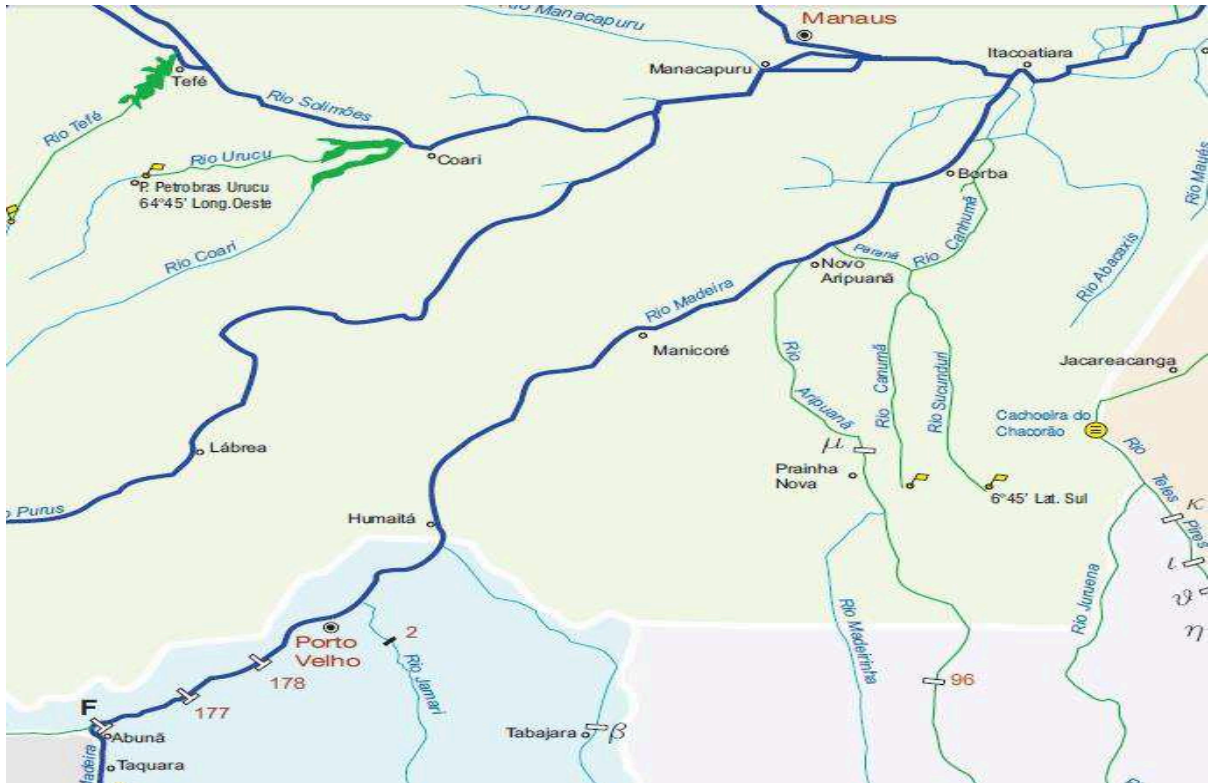 Rio Manacapuru
Manaus
Itacoatiara
Manacapuru
Tefé
Rio Solimões
Rio Tefé
Rio Urucu
Coari
P. Petrobras Urucu
64°45' Long.Oeste
Rio Coari
Borba
Rio Maués
Rio Canhumã
Paraná
Rio Abacaxis
Novo
Aripuanã
Rio Madeira
Manicoré
Rio
Aripuanã
Rio Canumã
Rio Sucunduri
Jacareacanga
Cachoeira do
Chacorão
Lábrea
μ
Prainha
Nova
6°45' Lat. Sul
Rio
Teles
Pires
κ
ι
ϑ
η
o Purus
Humaitá
Rio Juruena
Rio Madeirinha
2
Porto
Velho
Rio Jamari
178
177
96
F
Abunã
Tabajara
β
Taquara
Madeira